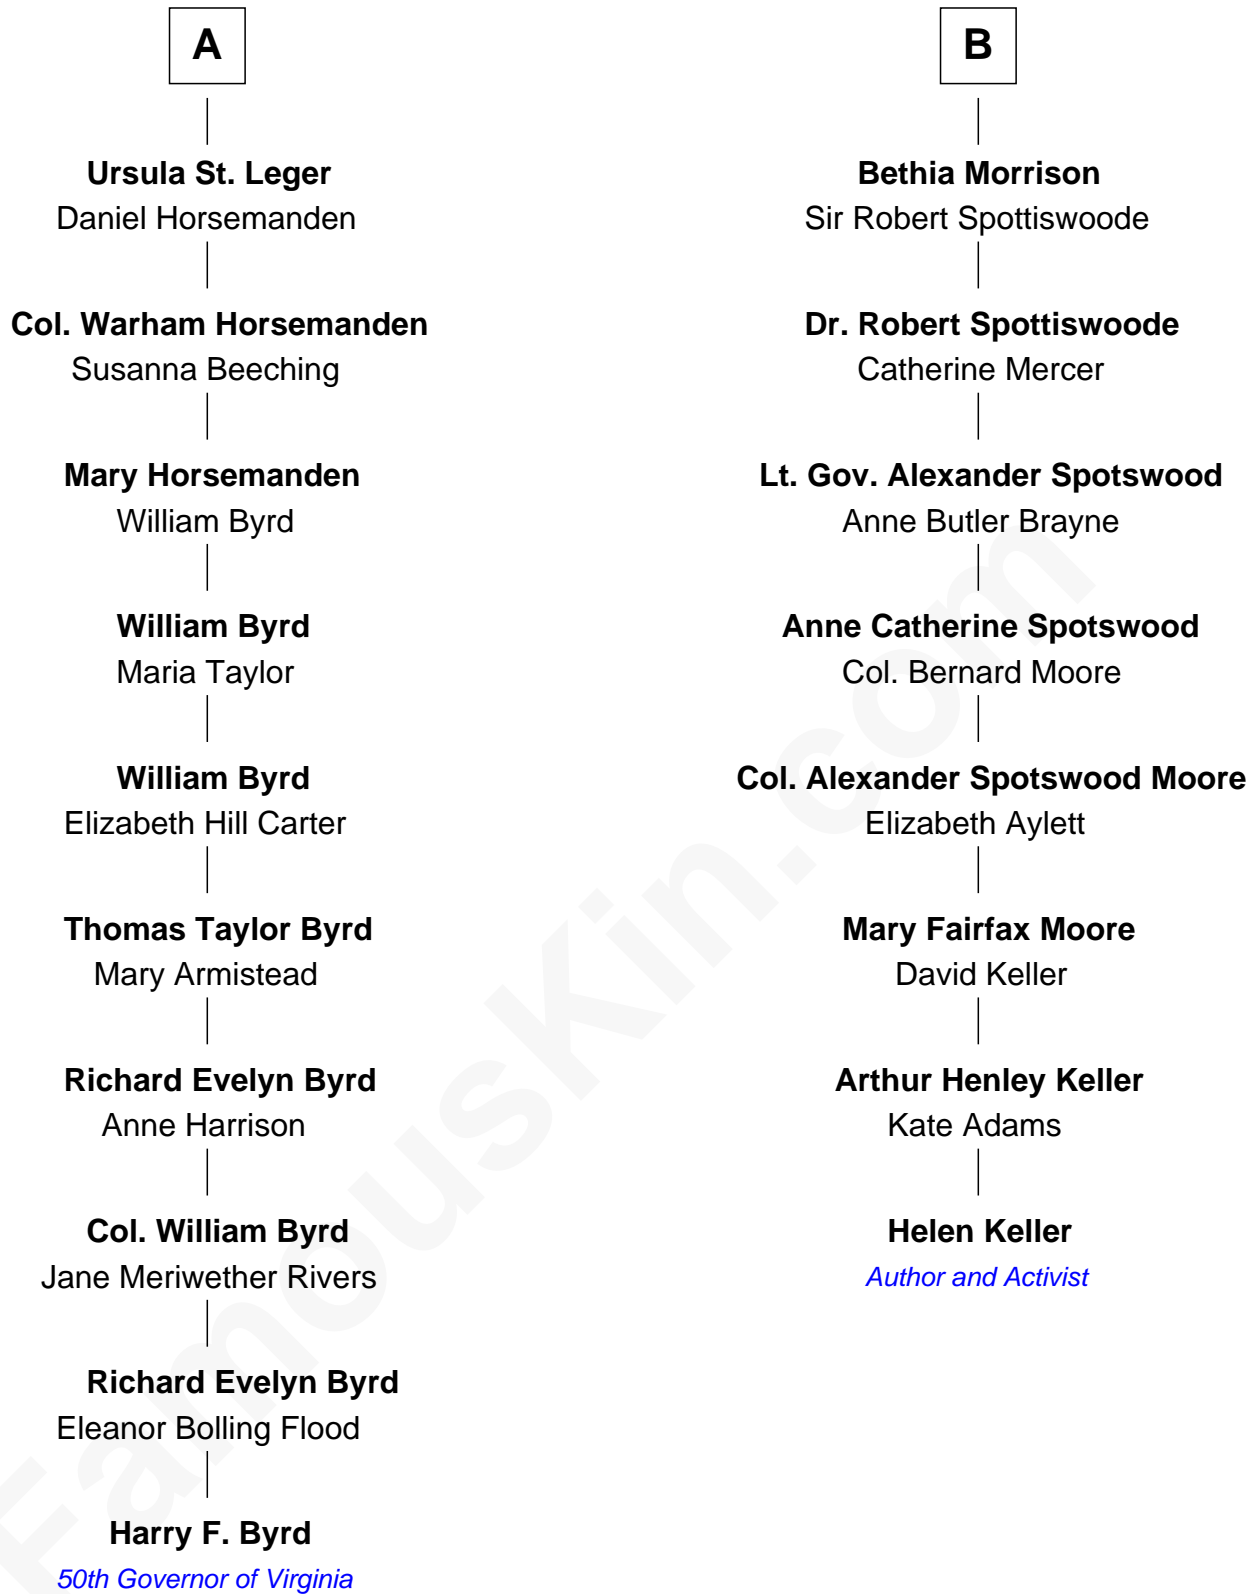 A
Ursula St. Leger
Daniel Horsemanden
Col. Warham Horsemanden
Susanna Beeching
Mary Horsemanden
William Byrd
William Byrd
Maria Taylor
William Byrd
Elizabeth Hill Carter
Thomas Taylor Byrd
Mary Armistead
Richard Evelyn Byrd
Anne Harrison
Col. William Byrd
Jane Meriwether Rivers
Richard Evelyn Byrd
Eleanor Bolling Flood
Harry F. Byrd
50th Governor of Virginia
B
Bethia Morrison
Sir Robert Spottiswoode
Dr. Robert Spottiswoode
Catherine Mercer
Lt. Gov. Alexander Spotswood
Anne Butler Brayne
Anne Catherine Spotswood
Col. Bernard Moore
Col. Alexander Spotswood Moore
Elizabeth Aylett
Mary Fairfax Moore
David Keller
Arthur Henley Keller
Kate Adams
Helen Keller
Author and Activist
FamousKin.com